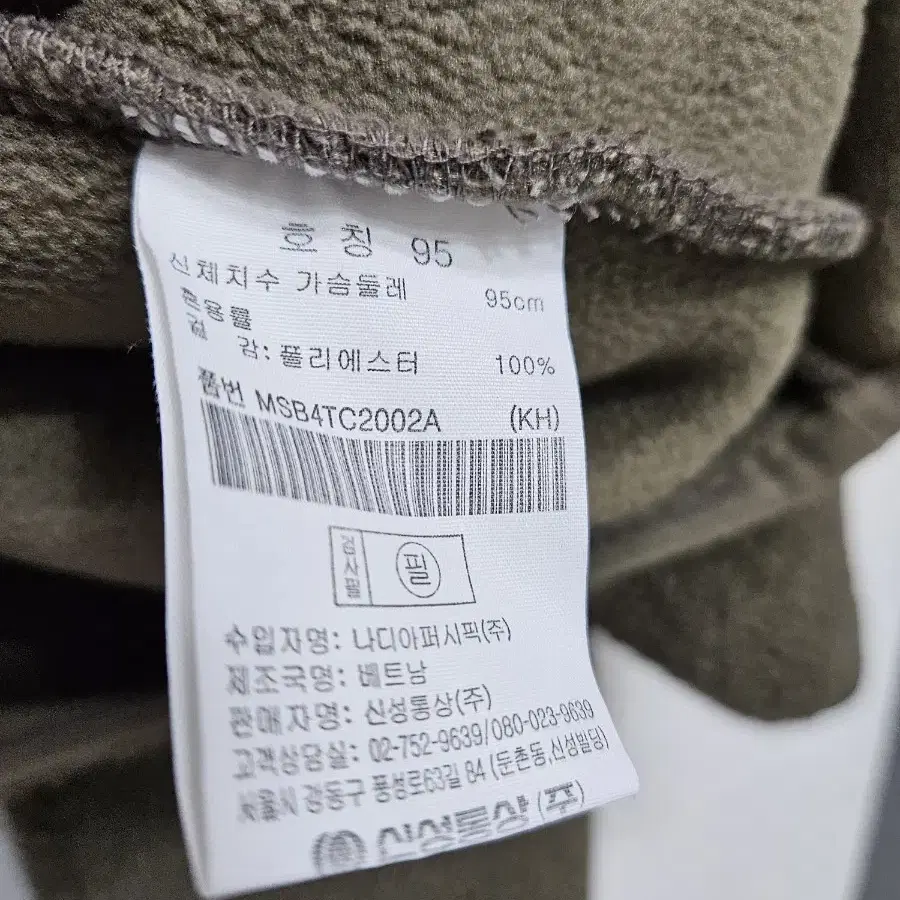 호칭 95
신체치수 가슴둘레 95cm
혼용률
겉감: 폴리에스터 100%
품번 MSB4TC2002A (KH)
검사필 필
수입자명: 나디아퍼시픽(주)
제조국명: 베트남
판매자명: 신성통상(주)
고객상담실: 02-752-9639/080-023-9639
서울시 강동구 풍성로63길 84 (둔촌동,신성빌딩)
신성통상(주)